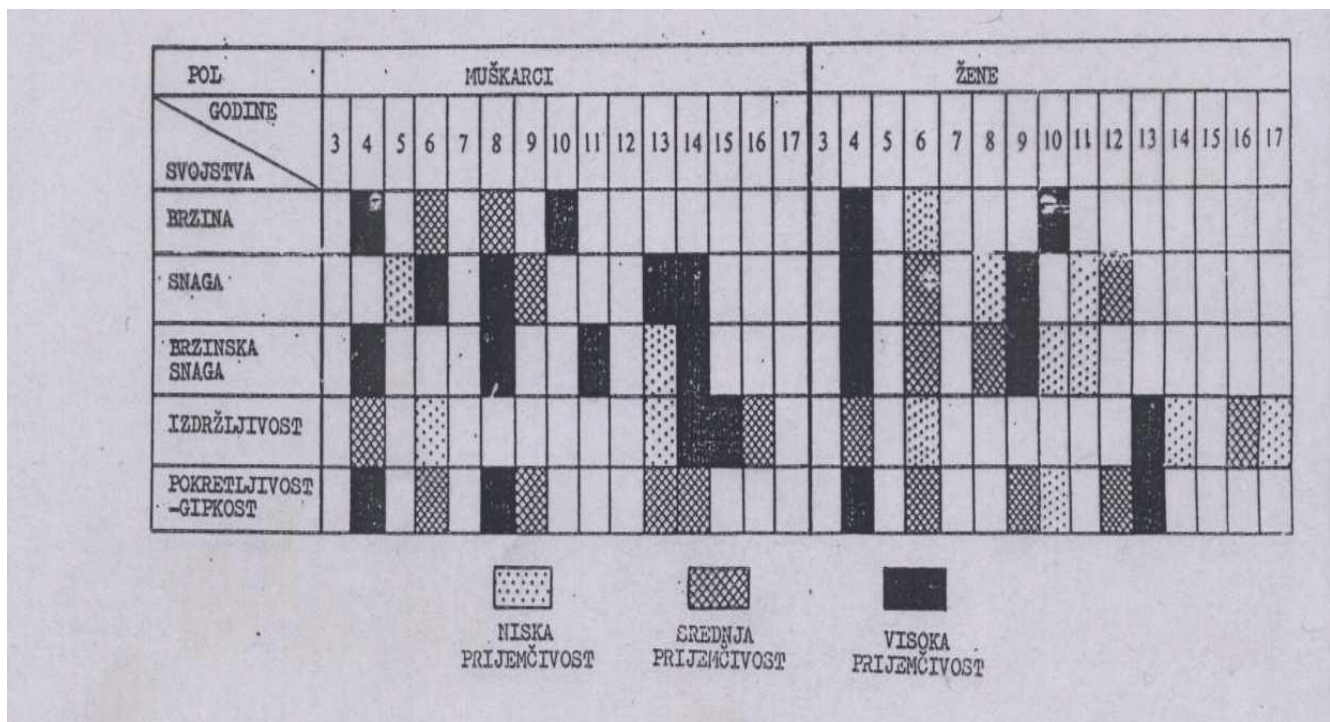 POL MUŠKARCI ŽENE
GODINE
3 4 5 6 7 8 9 10 11 12 13 14 15 16 17 3 4 5 6 7 8 9 10 11 12 13 14 15 16 17
SVOJSTVA
BRZINA
SNAGA
BRZINSKA
SNAGA
IZDRŽLJIVOST
POKRETLJIVOST
-GIPKOST
NISKA
PRIJEMČIVOST
SREDNJA
PRIJEMČIVOST
VISOKA
PRIJEMČIVOST